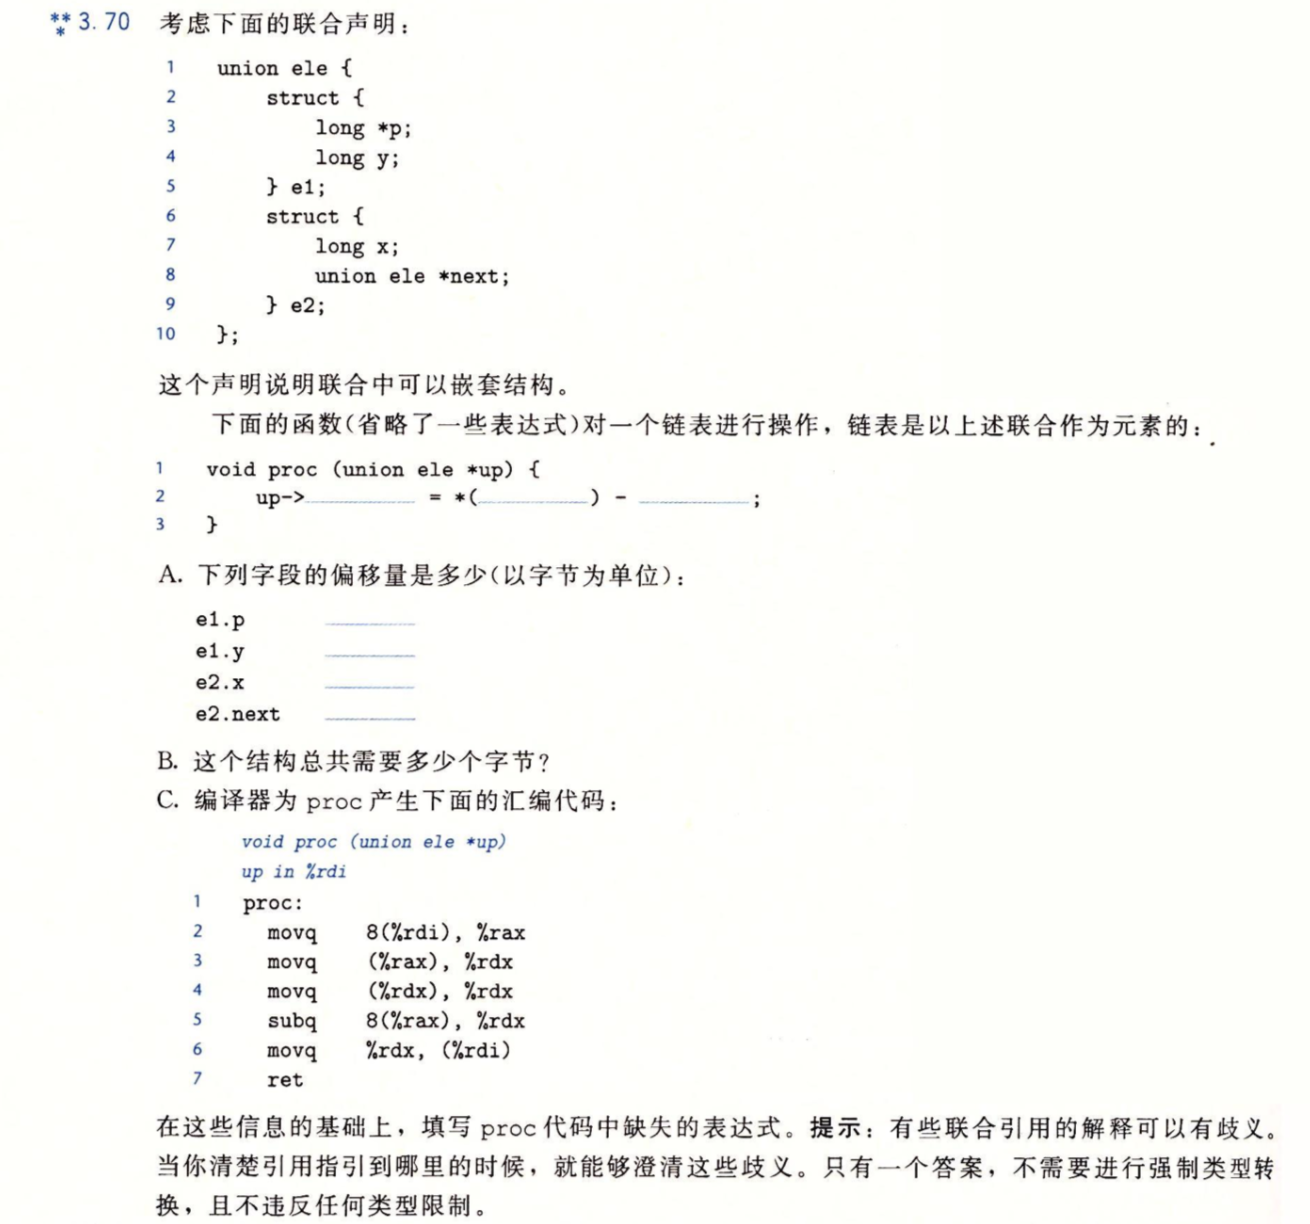 *** 3.70 考虑下面的联合声明：
1 union ele {
2 struct {
3 long *p;
4 long y;
5 } e1;
6 struct {
7 long x;
8 union ele *next;
9 } e2;
10 };
这个声明说明联合中可以嵌套结构。
下面的函数(省略了一些表达式)对一个链表进行操作，链表是以上述联合作为元素的：
1 void proc (union ele *up) {
2 up->__________ = *(__________) - __________;
3 }
A. 下列字段的偏移量是多少(以字节为单位)：
e1.p ________
e1.y ________
e2.x ________
e2.next ________
B. 这个结构总共需要多少个字节?
C. 编译器为 proc 产生下面的汇编代码：
void proc (union ele *up)
up in %rdi
1 proc:
2 movq 8(%rdi), %rax
3 movq (%rax), %rdx
4 movq (%rdx), %rdx
5 subq 8(%rax), %rdx
6 movq %rdx, (%rdi)
7 ret
在这些信息的基础上，填写 proc 代码中缺失的表达式。提示：有些联合引用的解释可以有歧义。
当你清楚引用指引到哪里的时候，就能够澄清这些歧义。只有一个答案，不需要进行强制类型转
换，且不违反任何类型限制。